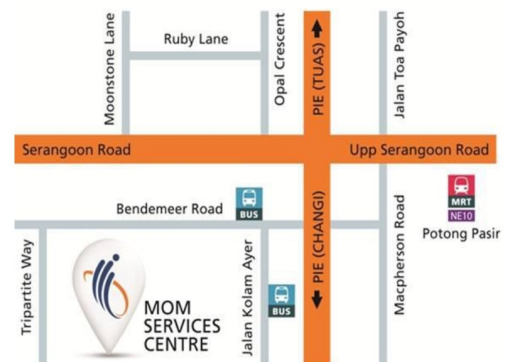 Moonstone Lane
Ruby Lane
Opal Crescent
PIE (TUAS)
Jalan Toa Payoh
Serangoon Road
Upp Serangoon Road
MRT
NE10
Potong Pasir
BUS
Bendemeer Road
Tripartite Way
MOM
SERVICES
CENTRE
Jalan Kolam Ayer
BUS
PIE (CHANGI)
Macpherson Road